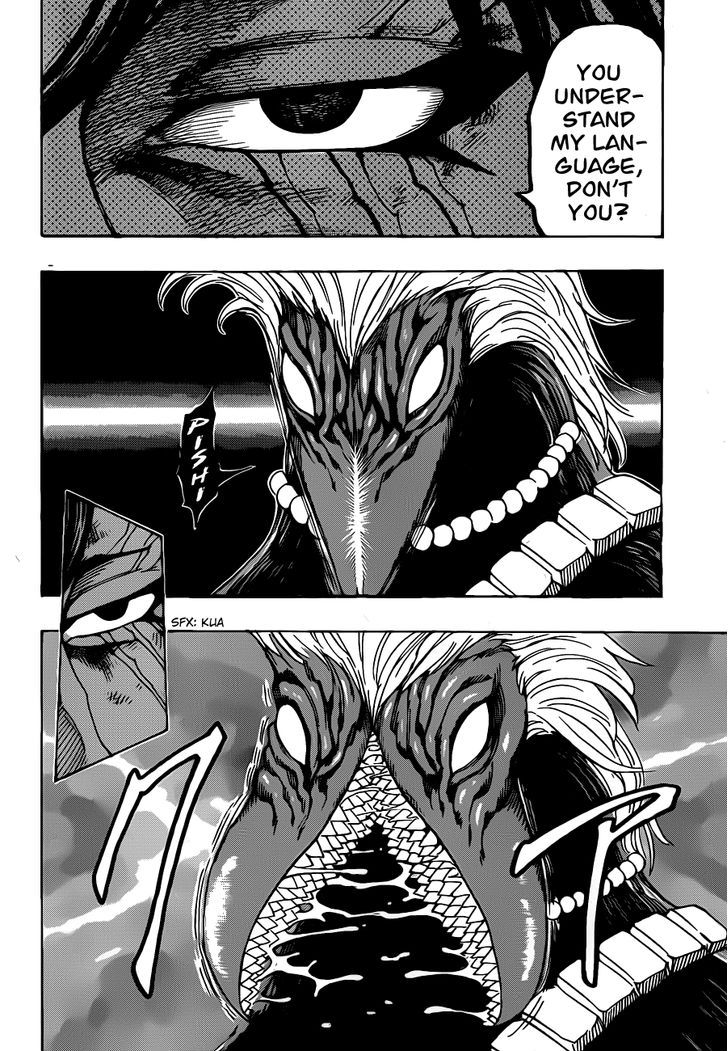 YOU
UNDER-
STAND
MY LAN-
GUAGE,
DON'T
YOU?
PISHI
SFX: KUA
クア